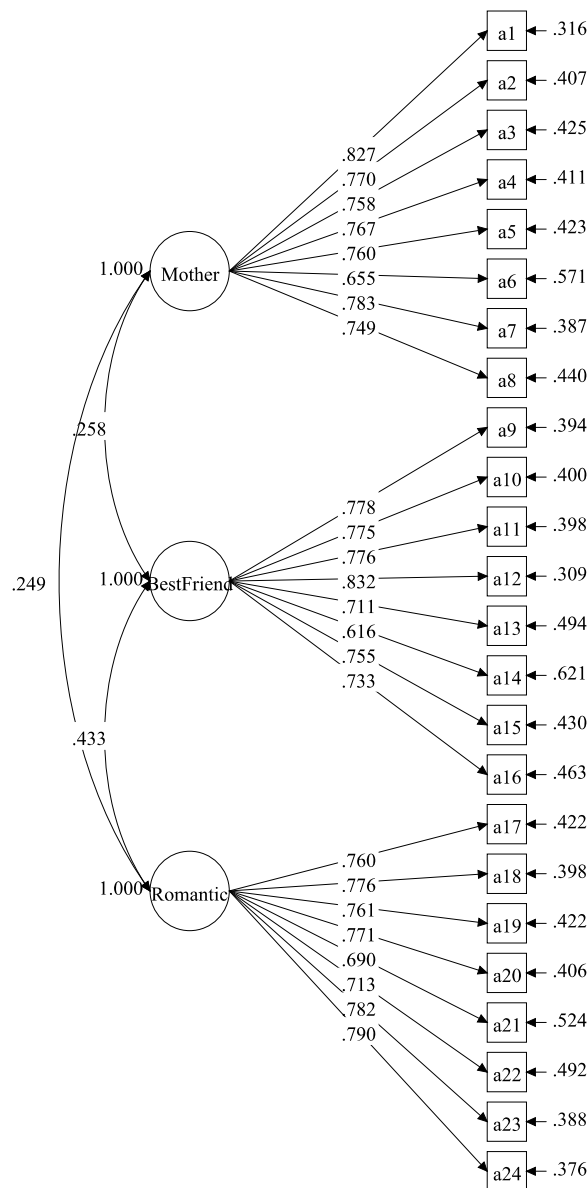 a1 .316
a2 .407
a3 .425
.827
a4 .411
.770
.758
a5 .423
.767
.760
1.000 Mother
a6 .571
.655
.783
a7 .387
.749
a8 .440
.258
a9 .394
a10 .400
.778
a11 .398
.775
.776
1.000 BestFriend
.832
a12 .309
.249
.711
a13 .494
.616
.755
a14 .621
.733
a15 .430
.433
a16 .463
a17 .422
.760
a18 .398
.776
1.000 Romantic
.761
a19 .422
.771
.690
a20 .406
.713
.782
a21 .524
.790
a22 .492
a23 .388
a24 .376